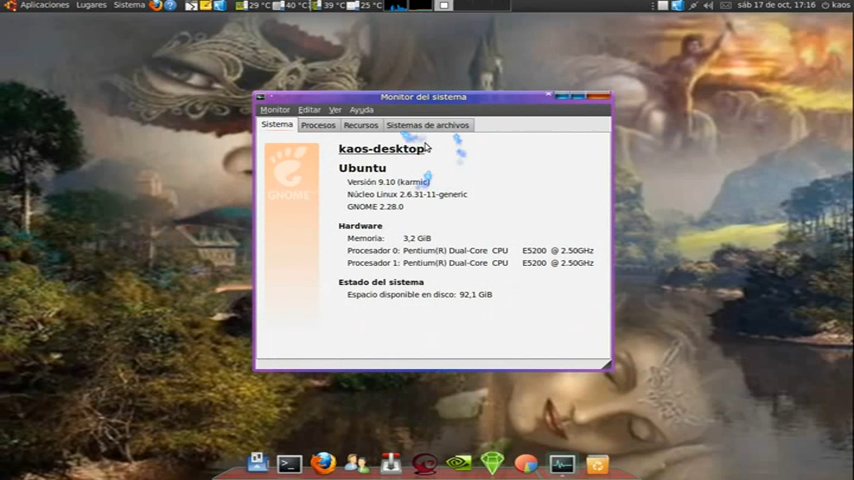 Aplicaciones Lugares Sistema 29 °C 40 °C 39 °C 25 °C sáb 17 de oct, 17:16 kaos
Monitor del sistema
Monitor Editar Ver Ayuda
Sistema Procesos Recursos Sistemas de archivos
GNOME
kaos-desktop
Ubuntu
Versión 9.10 (karmic)
Núcleo Linux 2.6.31-11-generic
GNOME 2.28.0
Hardware
Memoria: 3,2 GiB
Procesador 0: Pentium(R) Dual-Core CPU E5200 @ 2.50GHz
Procesador 1: Pentium(R) Dual-Core CPU E5200 @ 2.50GHz
Estado del sistema
Espacio disponible en disco: 92,1 GiB